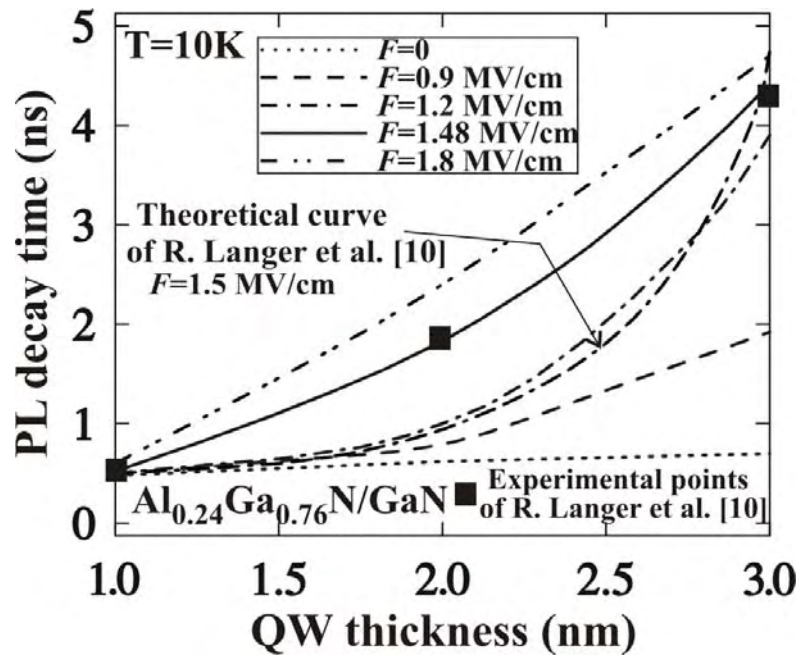 T=10K
F=0
F=0.9 MV/cm
F=1.2 MV/cm
F=1.48 MV/cm
F=1.8 MV/cm
Theoretical curve
of R. Langer et al. [10]
F=1.5 MV/cm
Al0.24Ga0.76N/GaN
Experimental points
of R. Langer et al. [10]
PL decay time (ns)
5
4
3
2
1
0
1.0 1.5 2.0 2.5 3.0
QW thickness (nm)